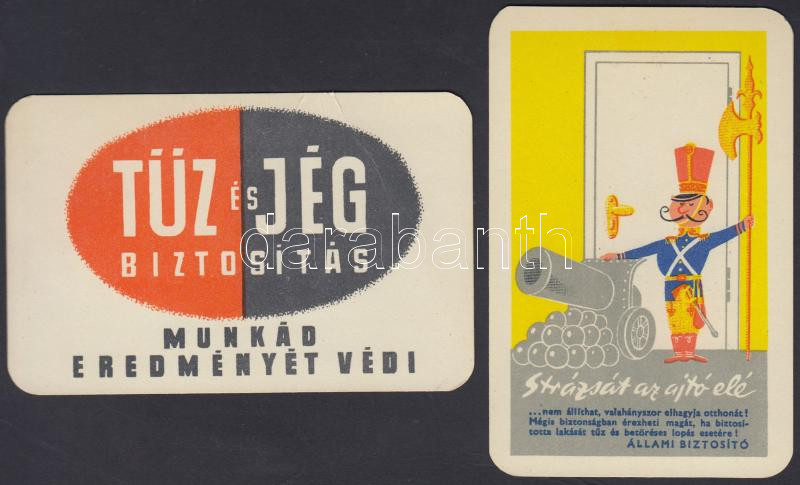 TŰZ ÉS JÉG
BIZTOSÍTÁS
MUNKÁD
EREDMÉNYÉT VÉDI
Strázsát az ajtó elé
...nem állíthat, valahányszor elhagyja otthonát!
Mégis biztonságban érezheti magát, ha biztosí-
totta lakását tűz és betöréses lopás esetére!
ÁLLAMI BIZTOSÍTÓ
darabanth